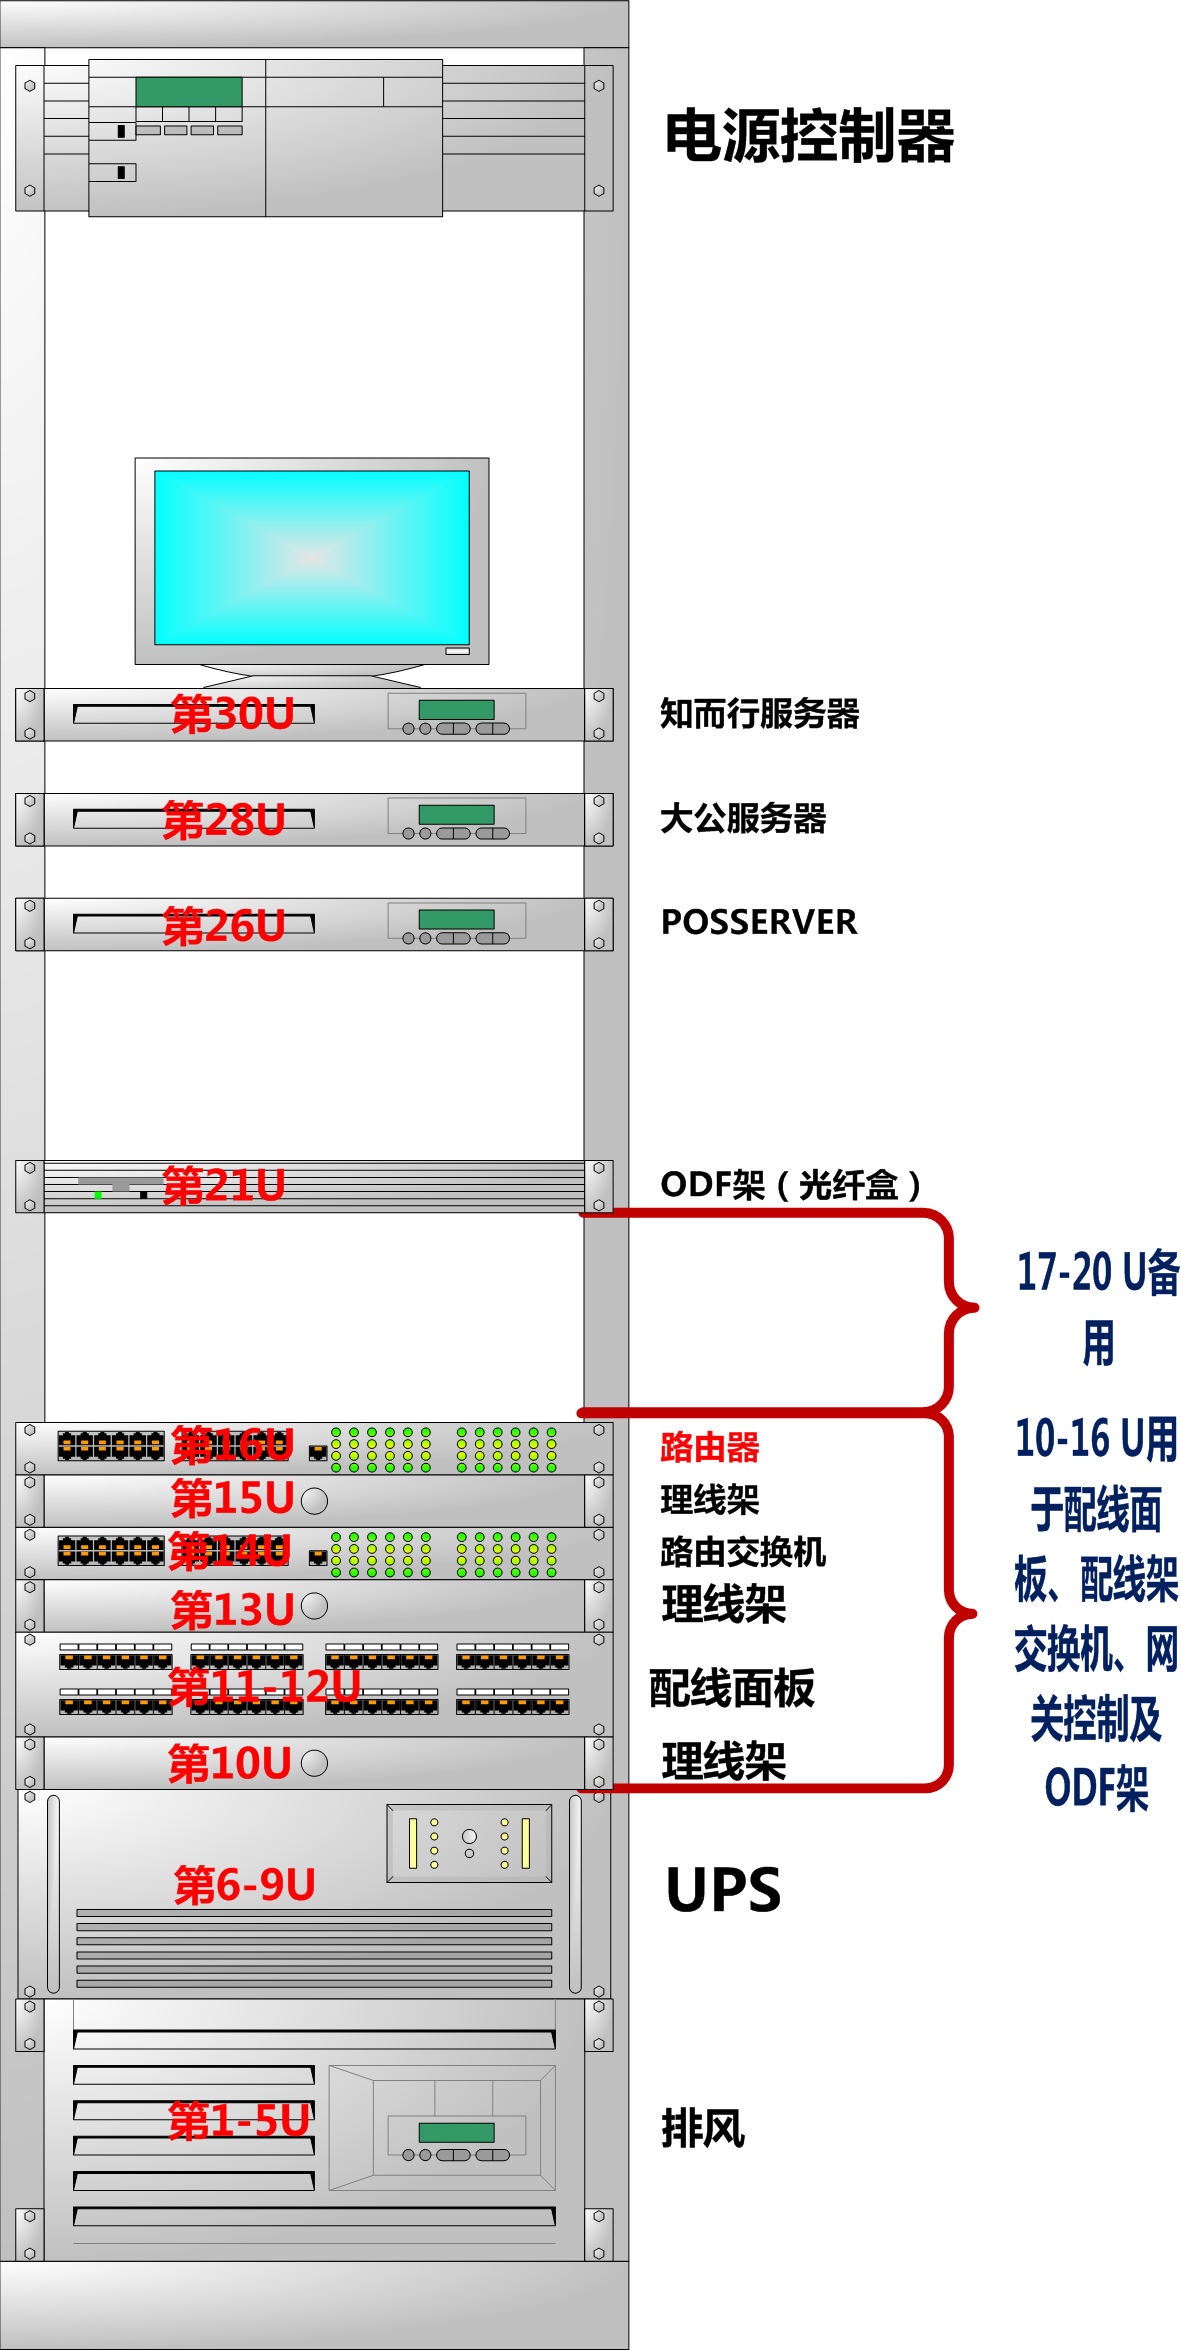 电源控制器
第30U 知而行服务器
第28U 大公服务器
第26U POSSERVER
第21U ODF架（光纤盒）
17-20 U备
用
第16U 路由器
第15U 理线架
第14U 路由交换机
第13U 理线架
第11-12U 配线面板
第10U 理线架
10-16 U用
于配线面
板、配线架
交换机、网
关控制及
ODF架
第6-9U UPS
第1-5U 排风